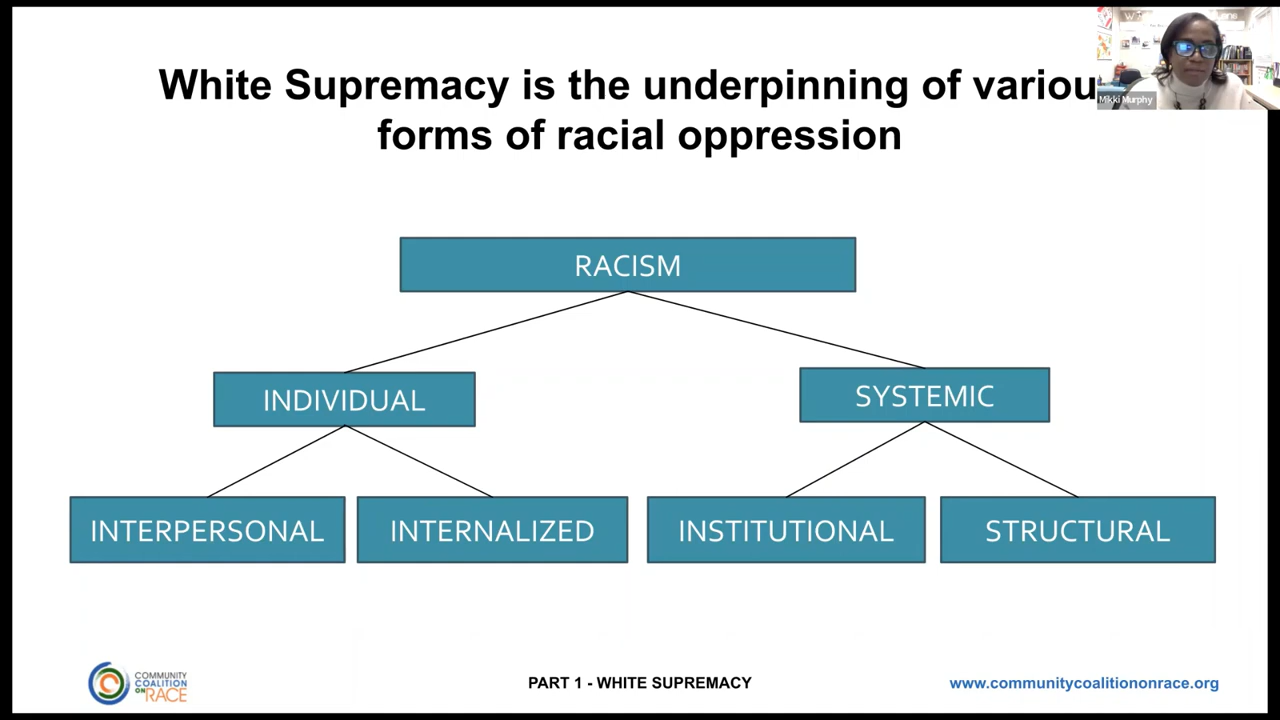 White Supremacy is the underpinning of variou
forms of racial oppression
Mikki Murphy
RACISM
INDIVIDUAL
SYSTEMIC
INTERPERSONAL
INTERNALIZED
INSTITUTIONAL
STRUCTURAL
COMMUNITY
COALITION
ON RACE
PART 1 - WHITE SUPREMACY
www.communitycoalitiononrace.org